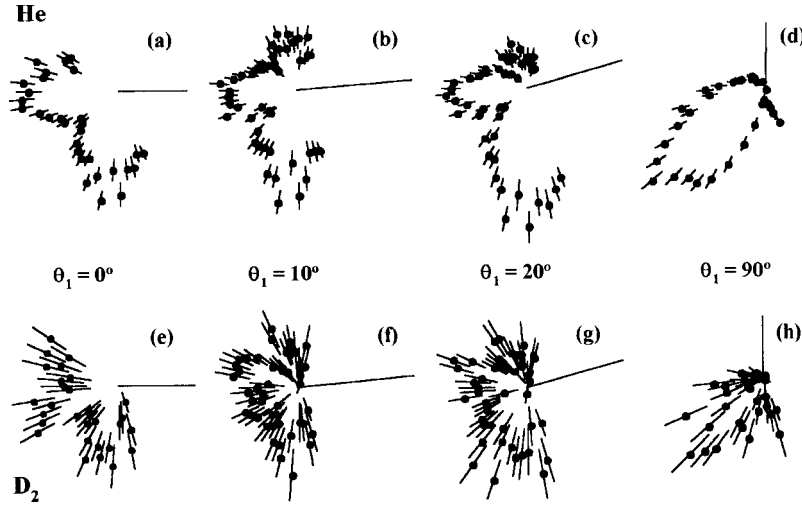 He
(a)
(b)
(c)
(d)
θ₁ = 0°
θ₁ = 10°
θ₁ = 20°
θ₁ = 90°
(e)
(f)
(g)
(h)
D₂